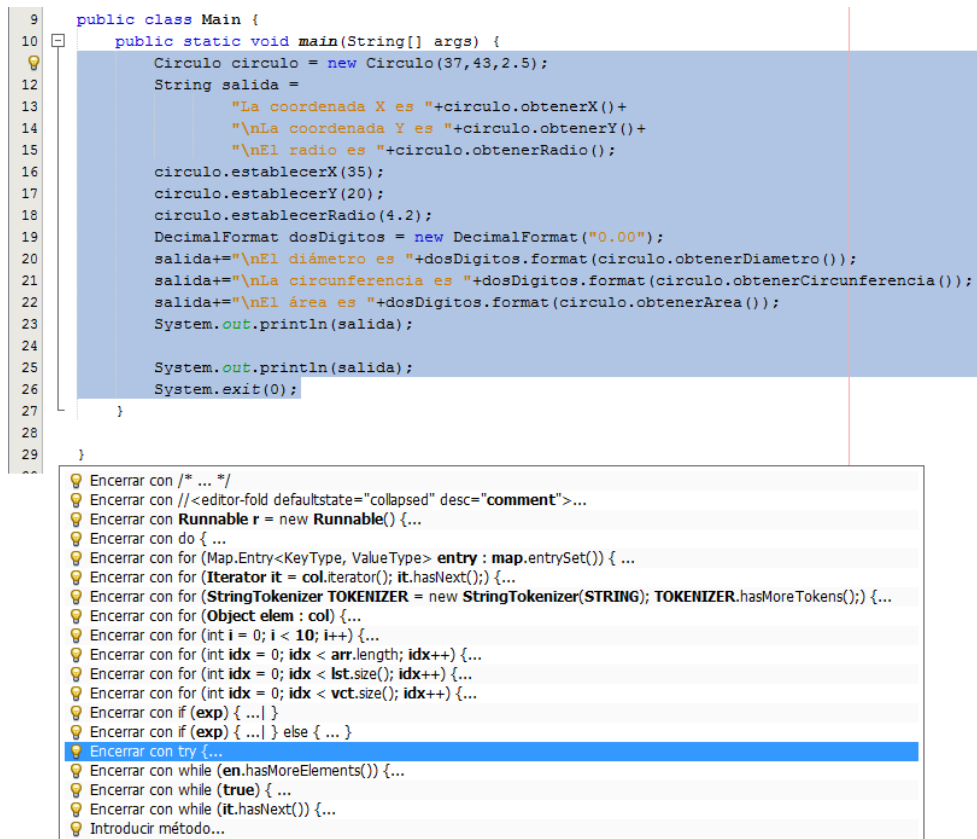 9 public class Main {
10 public static void main(String[] args) {
Circulo circulo = new Circulo(37,43,2.5);
12 String salida =
13 "La coordenada X es "+circulo.obtenerX()+
14 "\nLa coordenada Y es "+circulo.obtenerY()+
15 "\nEl radio es "+circulo.obtenerRadio();
16 circulo.establecerX(35);
17 circulo.establecerY(20);
18 circulo.establecerRadio(4.2);
19 DecimalFormat dosDigitos = new DecimalFormat("0.00");
20 salida+="\nEl diámetro es "+dosDigitos.format(circulo.obtenerDiametro());
21 salida+="\nLa circunferencia es "+dosDigitos.format(circulo.obtenerCircunferencia());
22 salida+="\nEl área es "+dosDigitos.format(circulo.obtenerArea());
23 System.out.println(salida);
24
25 System.out.println(salida);
26 System.exit(0);
27 }
28
29 }
Encerrar con /* ... */
Encerrar con //<editor-fold defaultstate="collapsed" desc="comment">...
Encerrar con Runnable r = new Runnable() {...
Encerrar con do { ...
Encerrar con for (Map.Entry<KeyType, ValueType> entry : map.entrySet()) { ...
Encerrar con for (Iterator it = col.iterator(); it.hasNext();) {...
Encerrar con for (StringTokenizer TOKENIZER = new StringTokenizer(STRING); TOKENIZER.hasMoreTokens();) {...
Encerrar con for (Object elem : col) {...
Encerrar con for (int i = 0; i < 10; i++) {...
Encerrar con for (int idx = 0; idx < arr.length; idx++) {...
Encerrar con for (int idx = 0; idx < lst.size(); idx++) {...
Encerrar con for (int idx = 0; idx < vct.size(); idx++) {...
Encerrar con if (exp) { ...| }
Encerrar con if (exp) { ...| } else { ... }
Encerrar con try {...
Encerrar con while (en.hasMoreElements()) {...
Encerrar con while (true) { ...
Encerrar con while (it.hasNext()) {...
Introducir método...